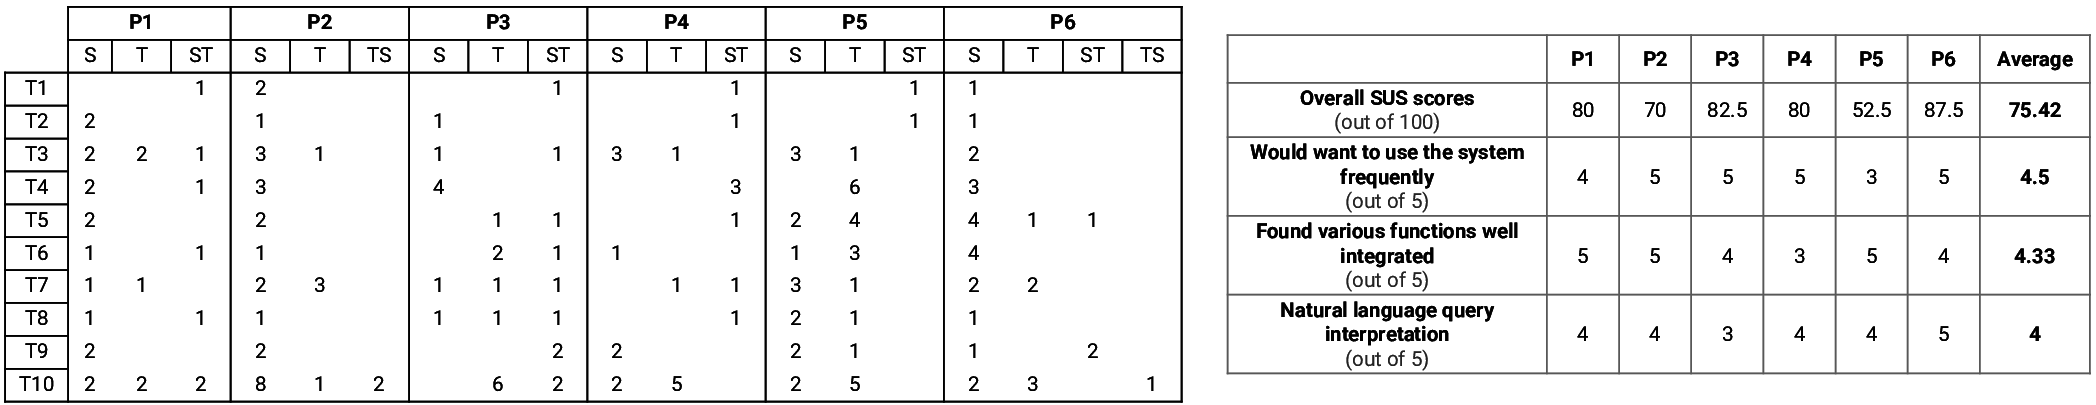 P1 P2 P3 P4 P5 P6
S T ST S T TS S T ST S T ST S T ST S T ST TS
T1 1 2 1 1 1 1
T2 2 1 1 1 1 1
T3 2 2 1 3 1 1 1 3 1 3 1 2
T4 2 1 3 4 3 6 3
T5 2 2 1 1 1 2 4 4 1 1
T6 1 1 1 2 1 1 1 3 4
T7 1 1 2 3 1 1 1 1 1 3 1 2 2
T8 1 1 1 1 1 1 1 2 1 1
T9 2 2 2 2 2 1 1 2
T10 2 2 2 8 1 2 6 2 2 5 2 5 2 3 1
P1 P2 P3 P4 P5 P6 Average
Overall SUS scores
(out of 100)
80 70 82.5 80 52.5 87.5 75.42
Would want to use the system
frequently
(out of 5)
4 5 5 5 3 5 4.5
Found various functions well
integrated
(out of 5)
5 5 4 3 5 4 4.33
Natural language query
interpretation
(out of 5)
4 4 3 4 4 5 4